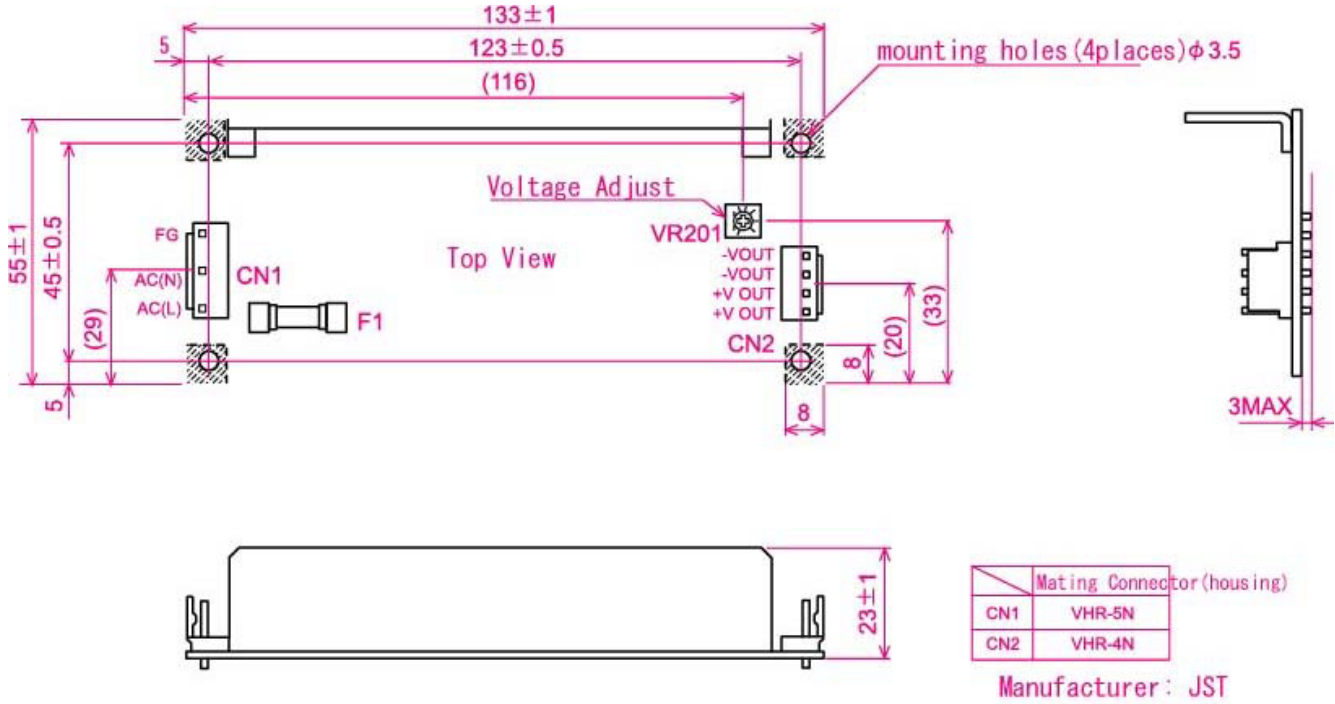 133±1
5
123±0.5
mounting holes(4places)φ3.5
(116)
Voltage Adjust
VR201
FG
Top View
-VOUT
-VOUT
+V OUT
+V OUT
AC(N)
CN1
AC(L)
F1
CN2
55±1
45±0.5
(29)
5
(33)
(20)
8
8
3MAX
23±1
Mating Connector(housing)
CN1 VHR-5N
CN2 VHR-4N
Manufacturer: JST